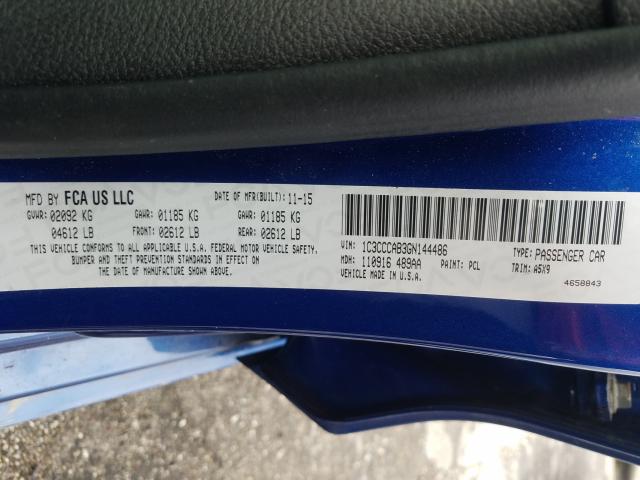 MFD BY FCA US LLC DATE OF MFR(BUILT): 11-15
GVWR: 02092 KG GAWR: 01185 KG GAWR: 01185 KG
04612 LB FRONT: 02612 LB REAR: 02612 LB
THIS VEHICLE CONFORMS TO ALL APPLICABLE U.S.A. FEDERAL MOTOR VEHICLE SAFETY,
BUMPER AND THEFT PREVENTION STANDARDS IN EFFECT ON
THE DATE OF MANUFACTURE SHOWN ABOVE.
VIN: 1C3CCCAB3GN144486 TYPE: PASSENGER CAR
MDH: 110916 489AA PAINT: PCL TRIM: A5X9
MADE IN U.S.A. 4658843